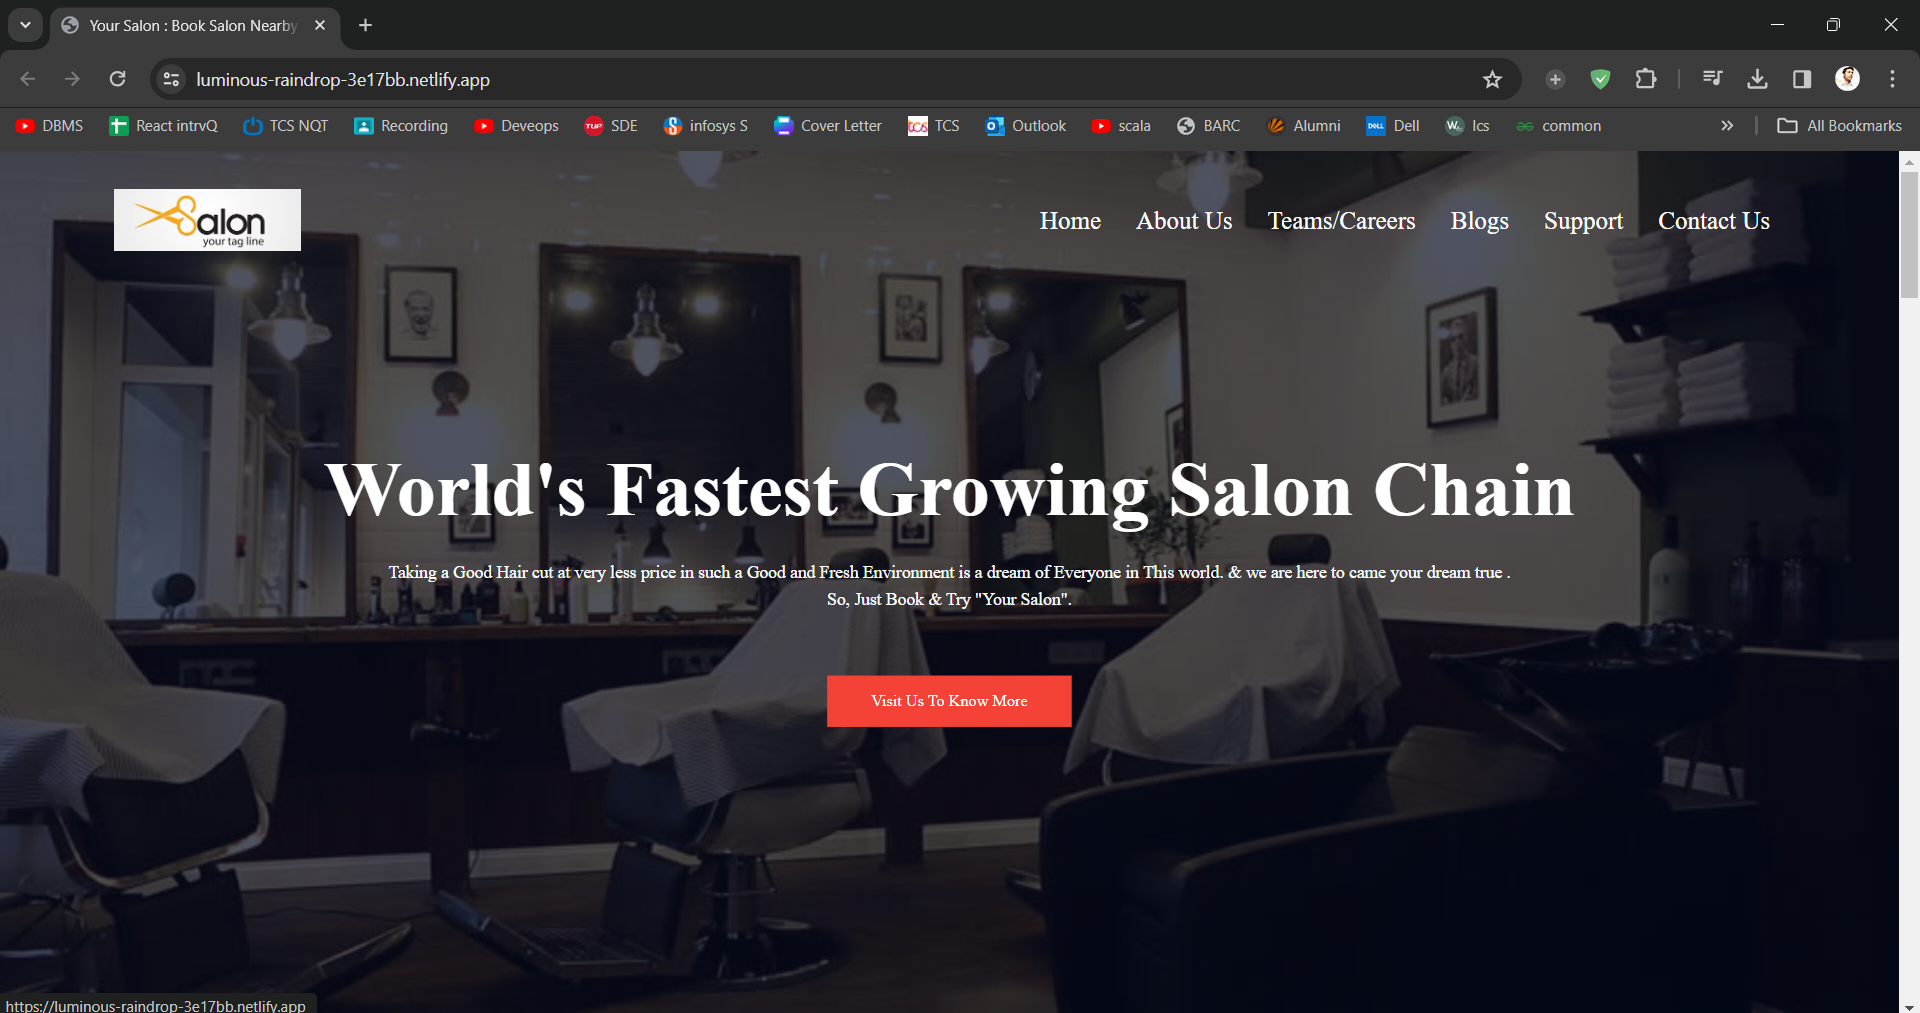 Your Salon : Book Salon Nearby
luminous-raindrop-3e17bb.netlify.app
DBMS React intrvQ TCS NQT Recording Deveops TUF SDE infosys S Cover Letter tcs TCS Outlook scala BARC Alumni DELL Dell W Ics common » All Bookmarks
Salon
your tag line
Home About Us Teams/Careers Blogs Support Contact Us
World's Fastest Growing Salon Chain
Taking a Good Hair cut at very less price in such a Good and Fresh Environment is a dream of Everyone in This world. & we are here to came your dream true .
So, Just Book & Try "Your Salon".
Visit Us To Know More
https://luminous-raindrop-3e17bb.netlify.app